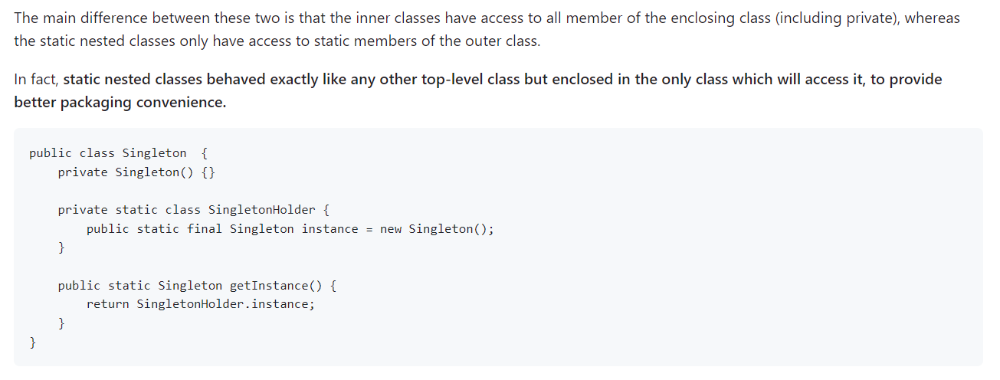 The main difference between these two is that the inner classes have access to all member of the enclosing class (including private), whereas
the static nested classes only have access to static members of the outer class.
In fact, static nested classes behaved exactly like any other top-level class but enclosed in the only class which will access it, to provide
better packaging convenience.
public class Singleton  {
    private Singleton() {}
    private static class SingletonHolder {
        public static final Singleton instance = new Singleton();
    }
    public static Singleton getInstance() {
        return SingletonHolder.instance;
    }
}